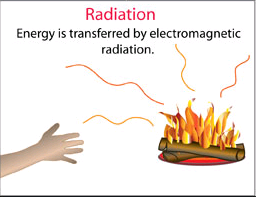 Radiation
Energy is transferred by electromagnetic
radiation.